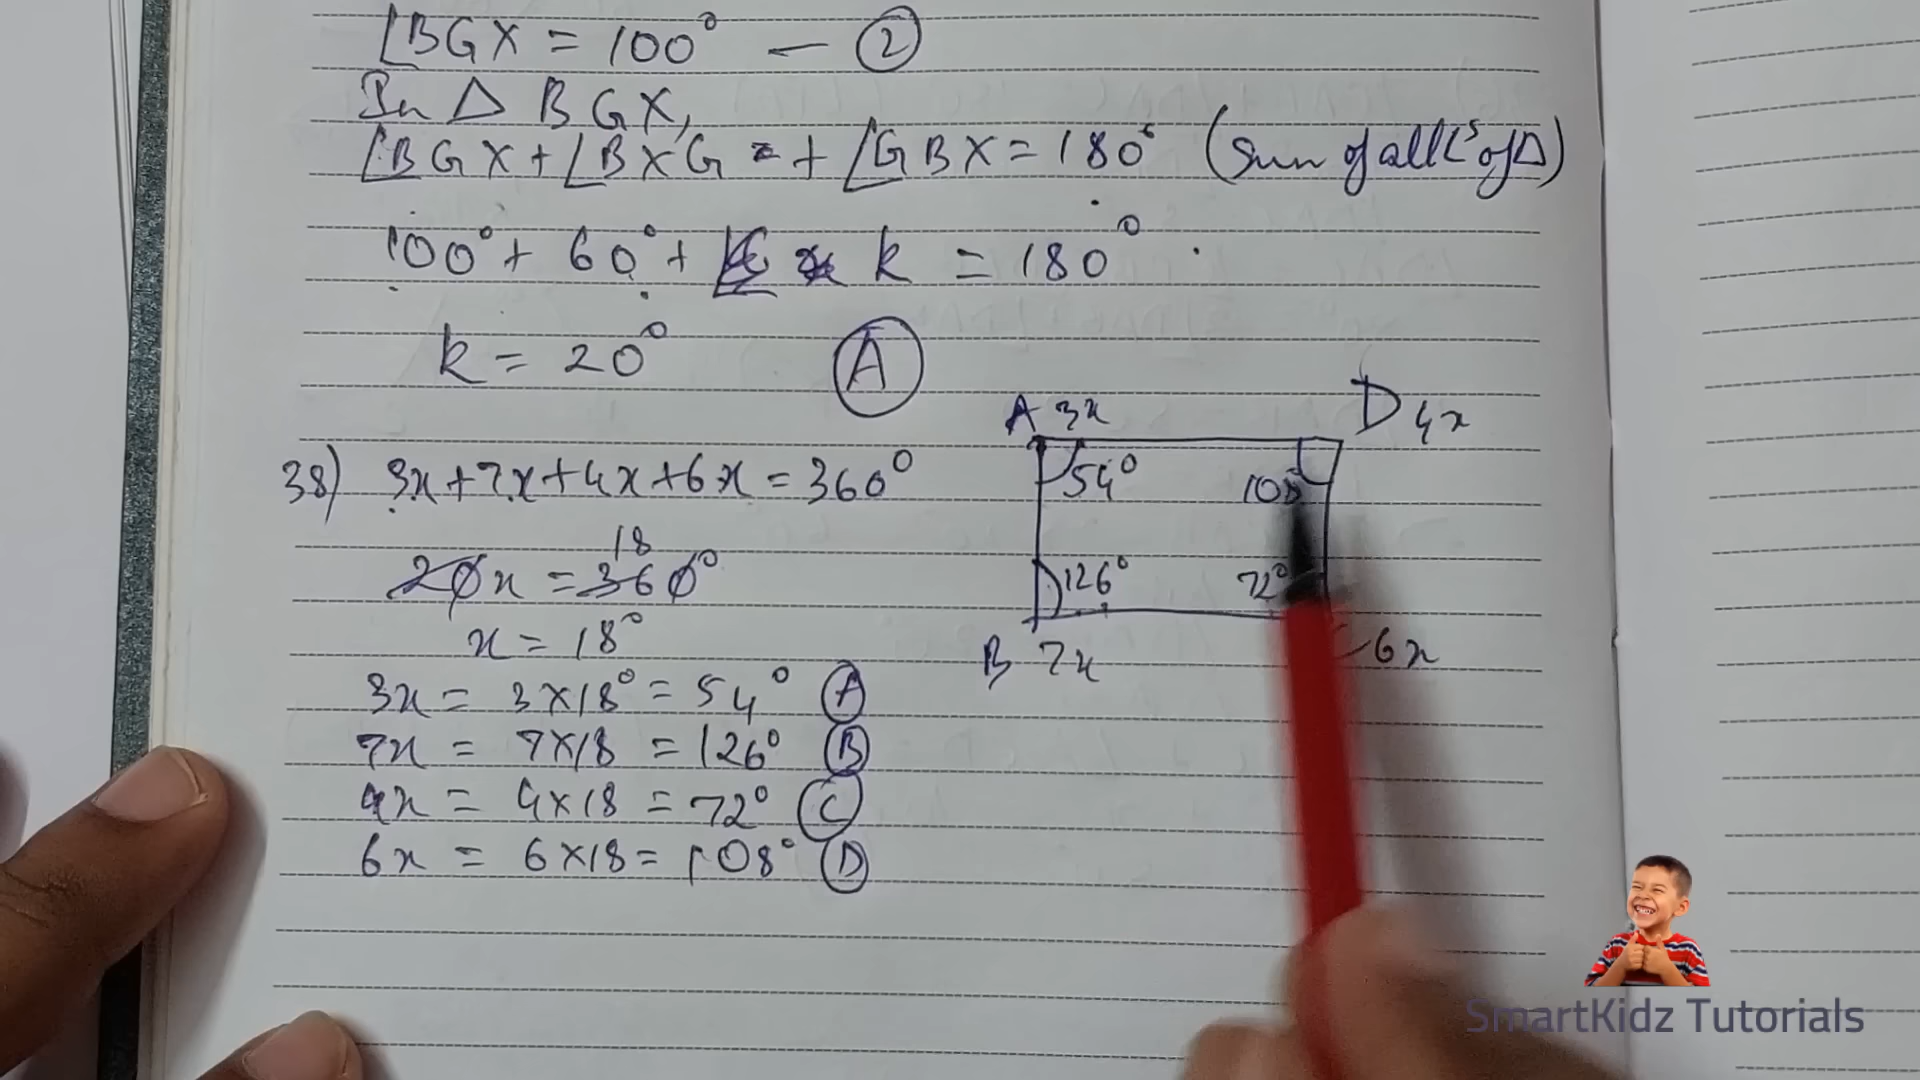 ∠BGX = 100° — ②
In △ BGX,
∠BGX + ∠BXG + ∠GBX = 180° (Sum of all ∠s of △)
100° + 60° + k = 180°
k = 20° Ⓐ
A 3x D 4x
38) 3x + 7x + 4x + 6x = 360°
54° 108
20x = 360° 18
126° 72°
x = 18°
B 7x C 6x
3x = 3×18° = 54° Ⓐ
7x = 7×18 = 126° Ⓑ
4x = 4×18 = 72° Ⓒ
6x = 6×18 = 108° Ⓓ
SmartKidz Tutorials